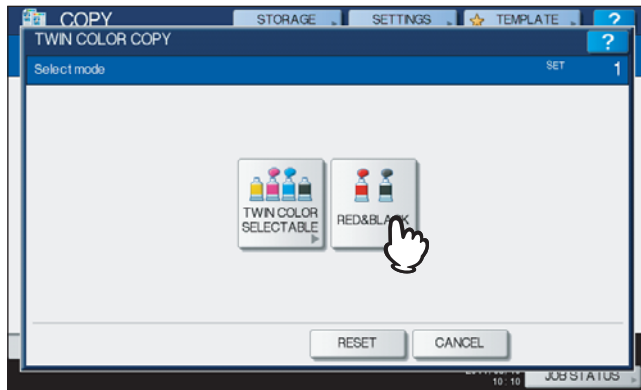 COPY STORAGE SETTINGS TEMPLATE ?
TWIN COLOR COPY ?
Select mode SET 1
TWIN COLOR RED&BLACK
SELECTABLE
RESET CANCEL
10:10 JOB STATUS